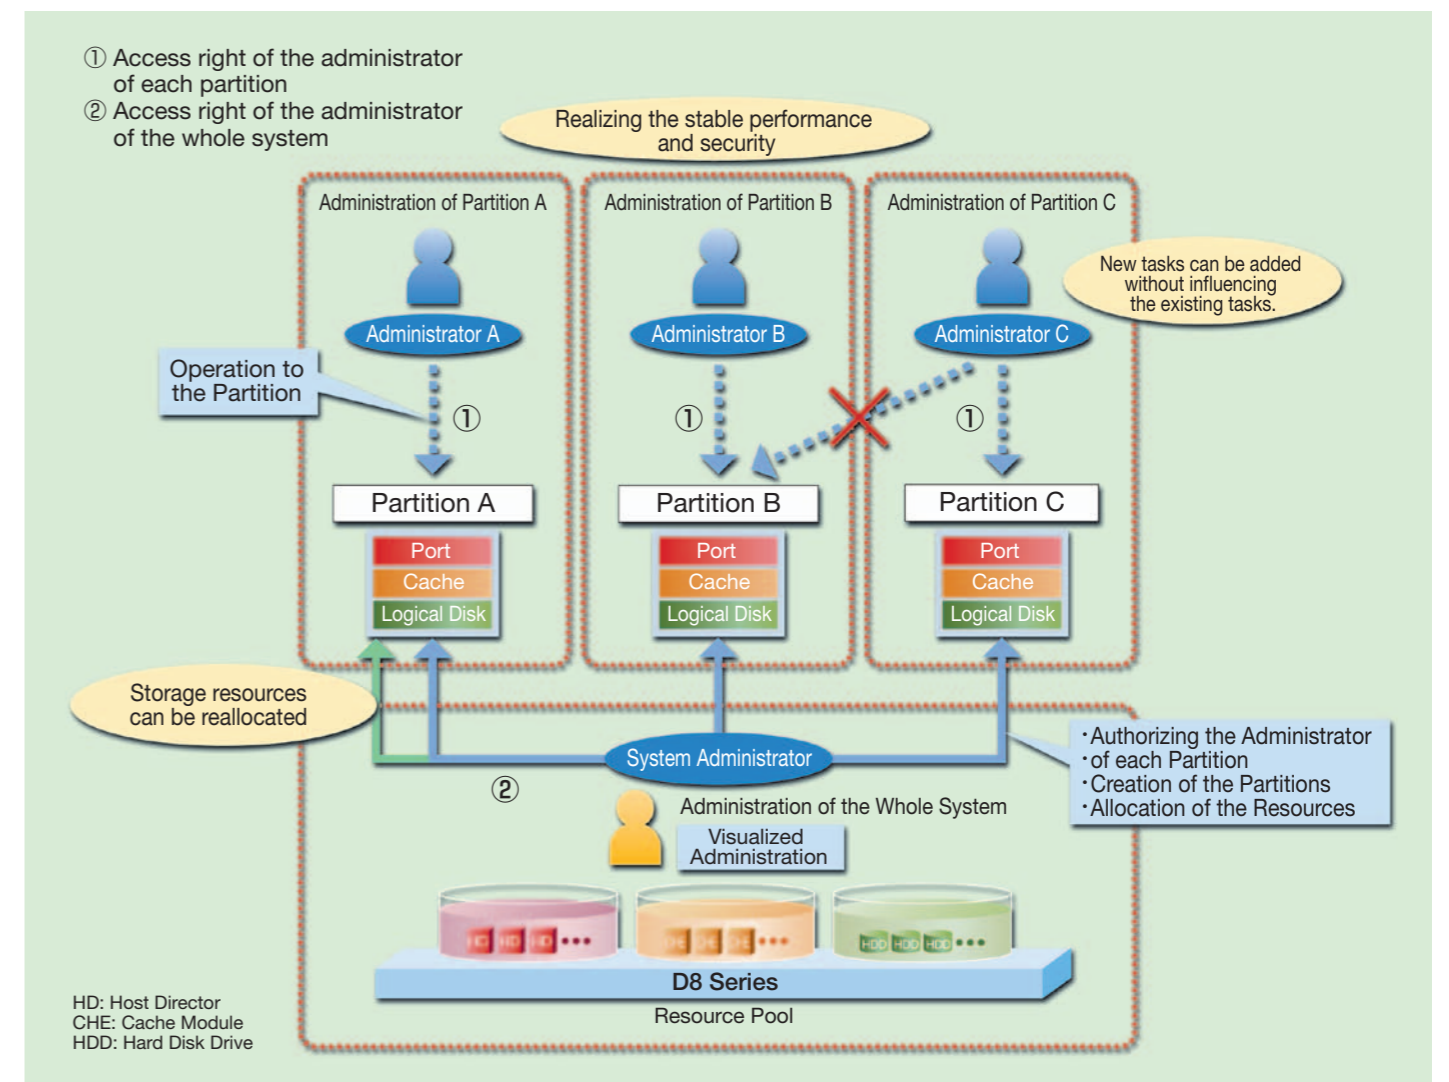 ① Access right of the administrator
of each partition
② Access right of the administrator
of the whole system
Realizing the stable performance
and security
Administration of Partition A
Administration of Partition B
Administration of Partition C
New tasks can be added
without influencing
the existing tasks.
Administrator A
Administrator B
Administrator C
Operation to
the Partition
①
①
①
Partition A
Partition B
Partition C
Port
Cache
Logical Disk
Port
Cache
Logical Disk
Port
Cache
Logical Disk
Storage resources
can be reallocated
System Administrator
・Authorizing the Administrator
・of each Partition
・Creation of the Partitions
・Allocation of the Resources
②
Administration of the Whole System
Visualized
Administration
HD HD HD •••
CHE CHE CHE •••
HDD HDD HDD •••
D8 Series
Resource Pool
HD: Host Director
CHE: Cache Module
HDD: Hard Disk Drive